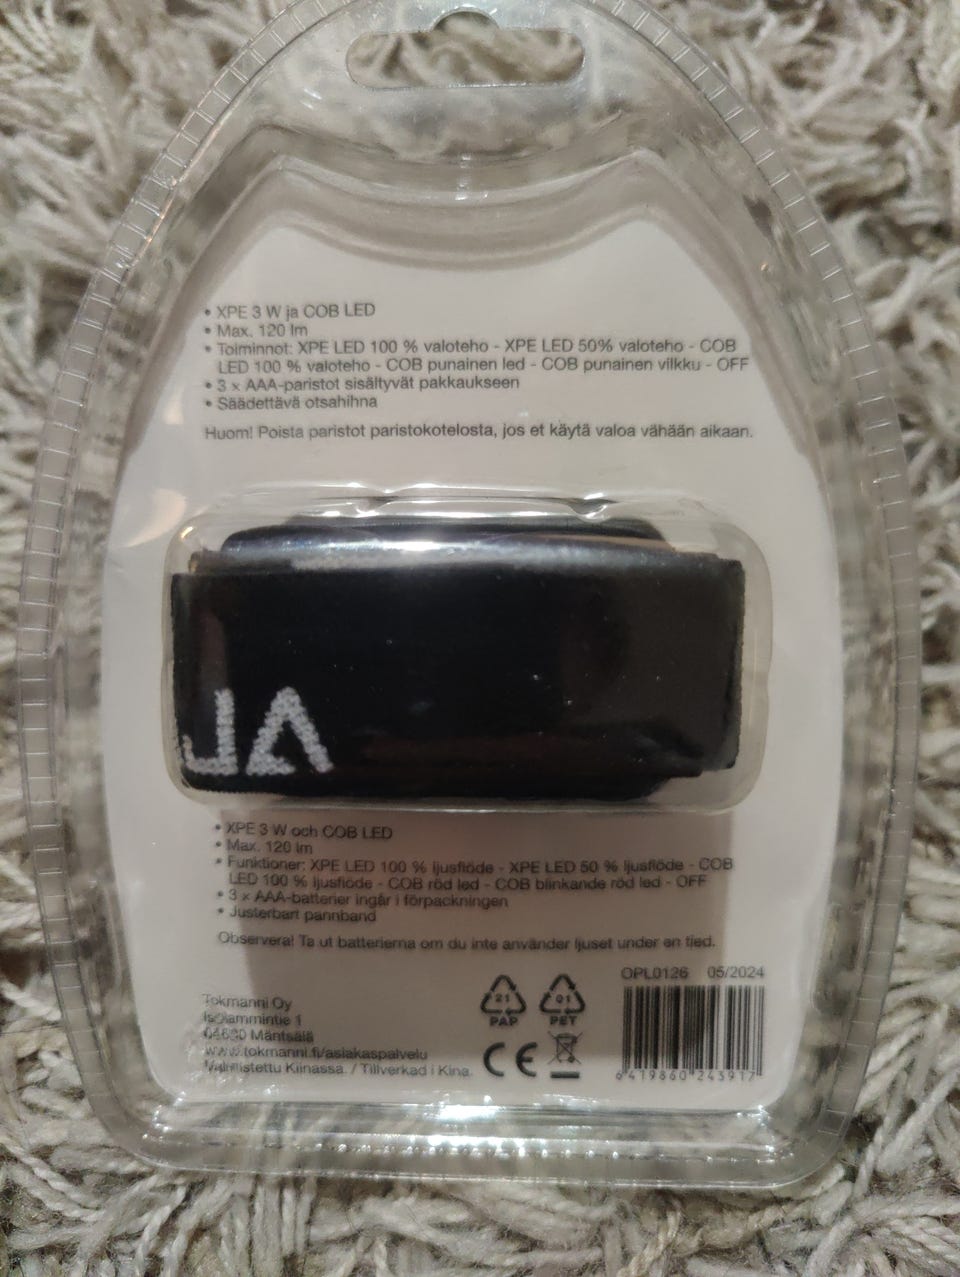 • XPE 3 W ja COB LED
• Max. 120 lm
• Toiminnot: XPE LED 100 % valoteho - XPE LED 50% valoteho - COB
LED 100 % valoteho - COB punainen led - COB punainen vilkku - OFF
• 3 × AAA-paristot sisältyvät pakkaukseen
• Säädettävä otsahihna
Huom! Poista paristot paristokotelosta, jos et käytä valoa vähään aikaan.
JA
• XPE 3 W och COB LED
• Max. 120 lm
• Funktioner: XPE LED 100 % ljusflöde - XPE LED 50 % ljusflöde - COB
LED 100 % ljusflöde - COB röd led - COB blinkande röd led - OFF
• 3 × AAA-batterier ingår i förpackningen
• Justerbart pannband
Observera! Ta ut batterierna om du inte använder ljuset under en tied.
OPL0126 05/2024
Tokmanni Oy
Isolammintie 1
04600 Mäntsälä
www.tokmanni.fi/asiakaspalvelu
Valmistettu Kiinassa. / Tillverkad i Kina.
21
PAP
01
PET
CE
6 419860 243917